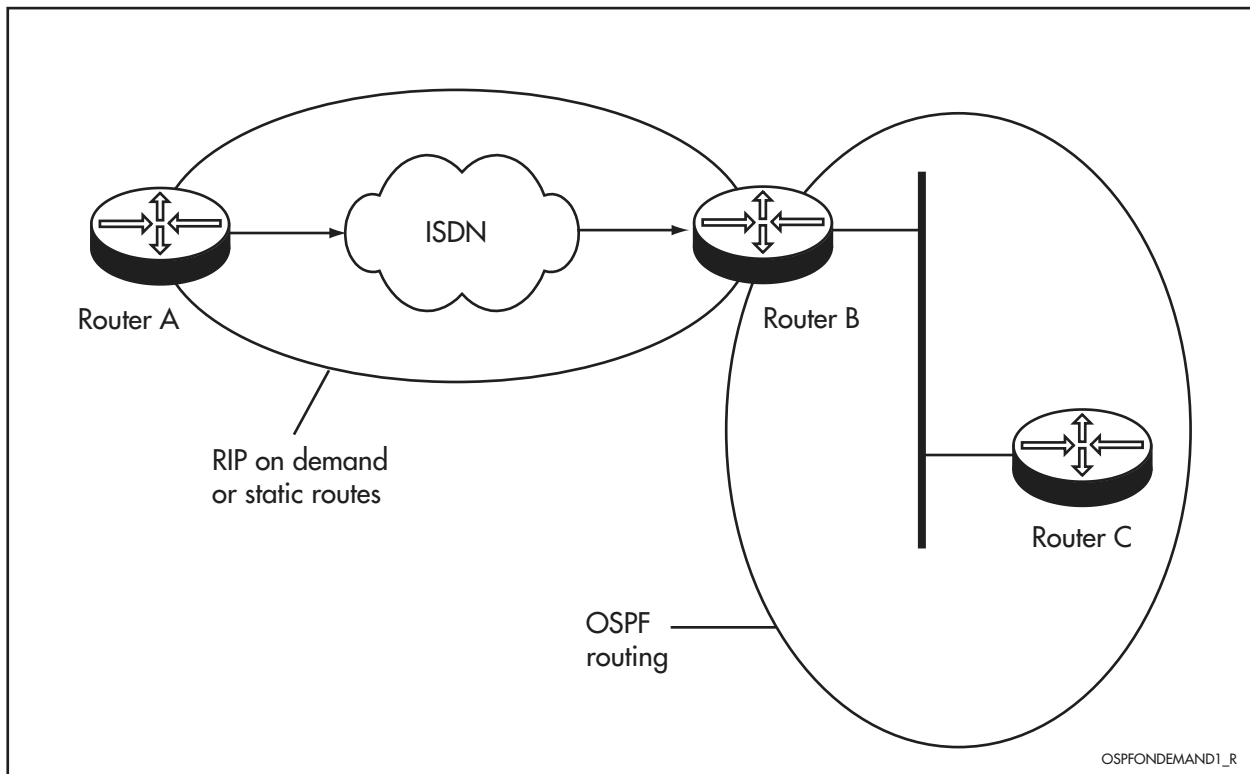 ISDN
Router A
Router B
RIP on demand
or static routes
Router C
OSPF
routing
OSPFONDEMAND1_R